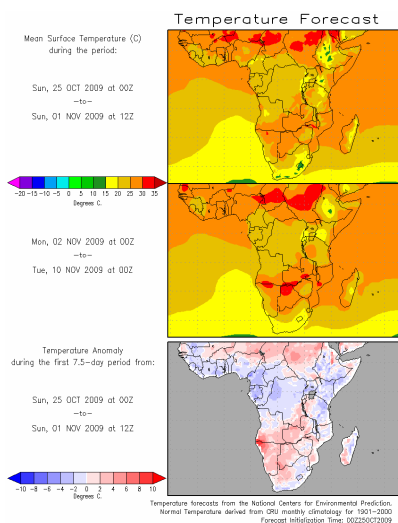 Temperature Forecast
Mean Surface Temperature (C)
during the period:
Sun, 25 OCT 2009 at 00Z
-to-
Sun, 01 NOV 2009 at 12Z
-20 -15 -10 -5 0 5 10 15 20 25 30 35
Degrees C.
Mon, 02 NOV 2009 at 00Z
-to-
Tue, 10 NOV 2009 at 00Z
Temperature Anomaly
during the first 7.5-day period from:
Sun, 25 OCT 2009 at 00Z
-to-
Sun, 01 NOV 2009 at 12Z
-10 -8 -6 -4 -2 0 2 4 6 8 10
Degrees C.
Temperature forecasts from the National Centers for Environmental Prediction.
Normal Temperature derived from CRU monthly climatology for 1901-2000
Forecast Initialization Time: 00Z25OCT2009